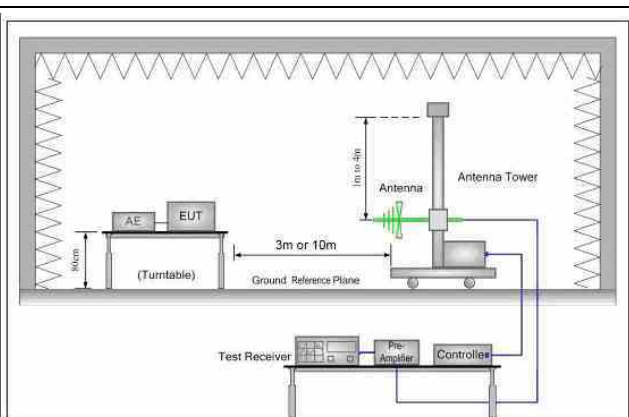 1m to 4m
Antenna
Antenna Tower
AE
EUT
80cm
3m or 10m
(Turntable)
Ground Reference Plane
Test Receiver
Pre-
Amplifier
Controller